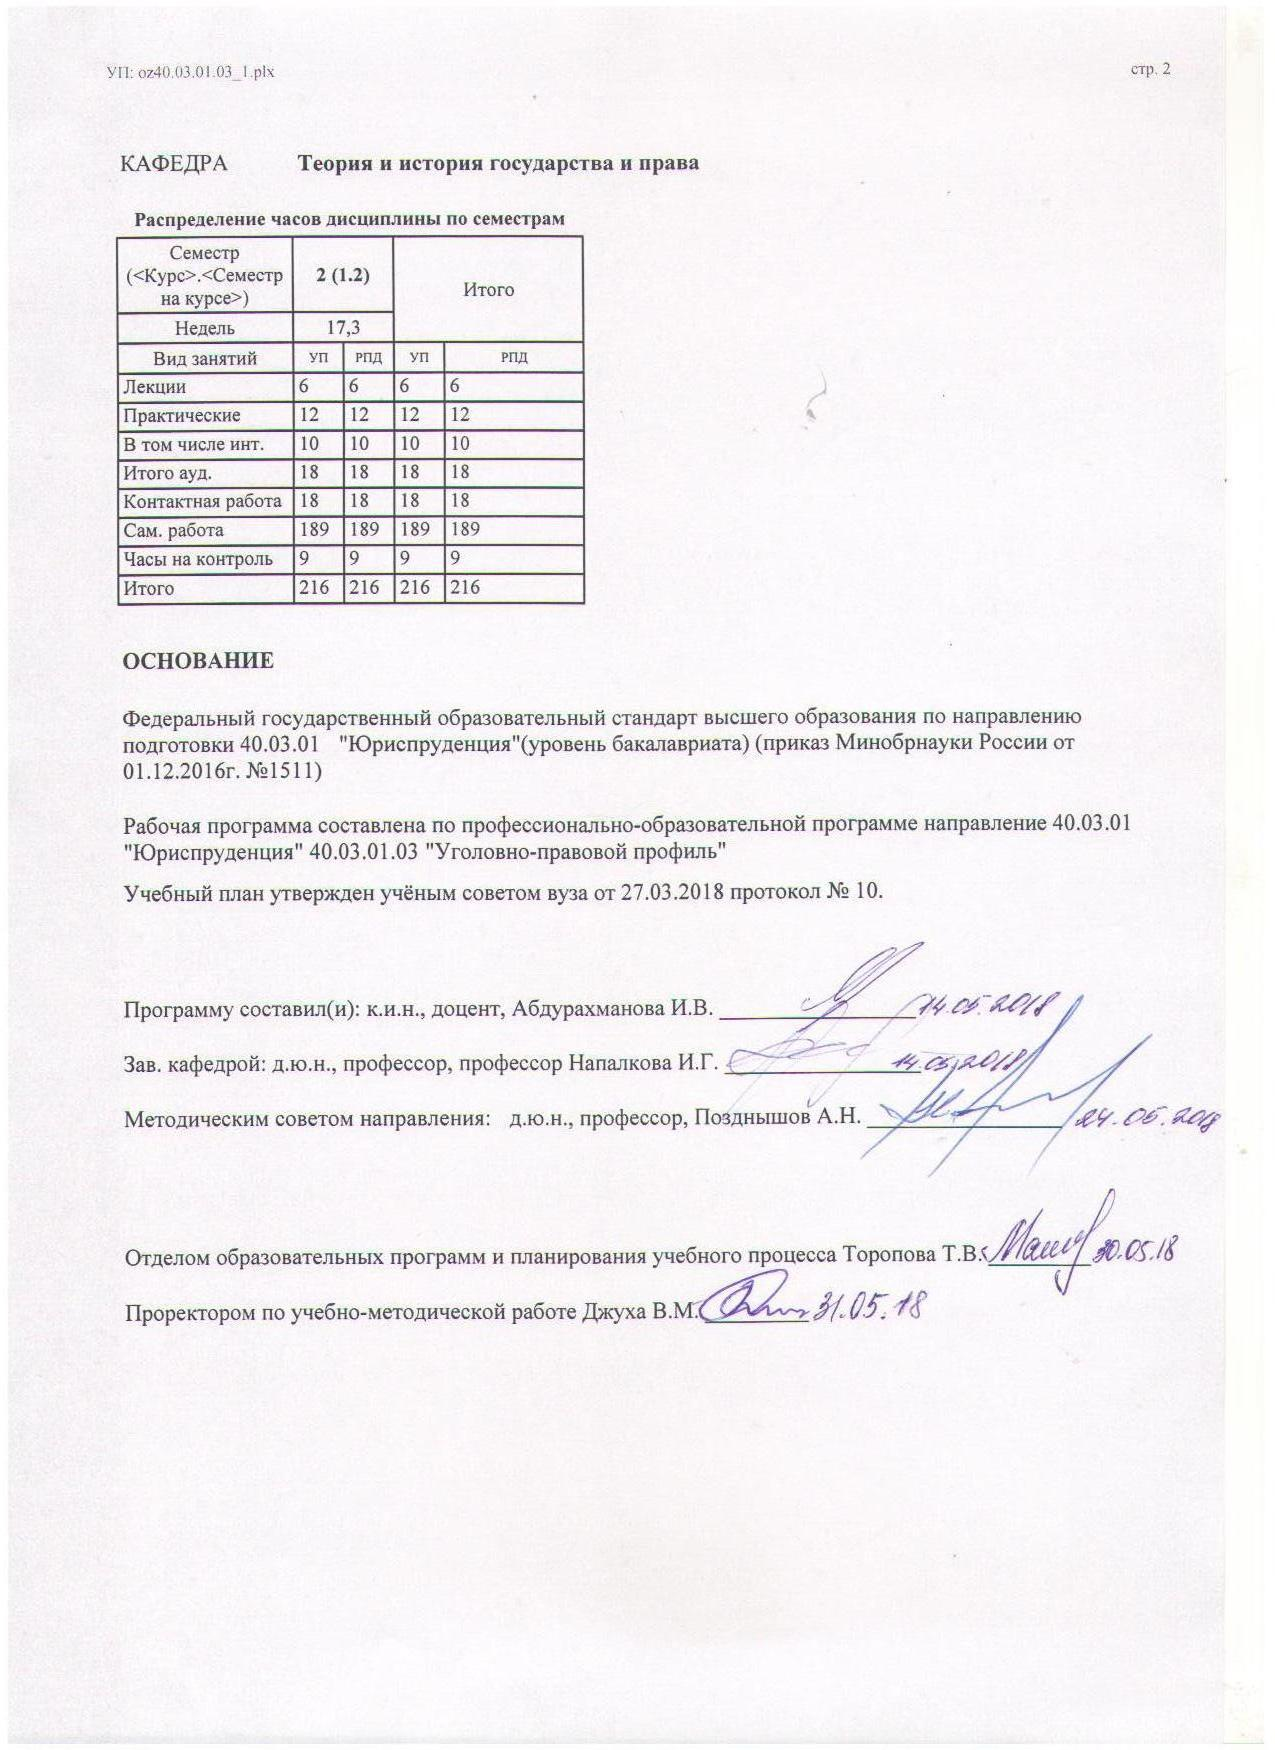 УП: oz40.03.01.03_1.plx стр. 2
КАФЕДРА Теория и история государства и права
Распределение часов дисциплины по семестрам
Семестр (<Курс>.<Семестр на курсе>) 2 (1.2) Итого
Недель 17,3
Вид занятий УП РПД УП РПД
Лекции 6 6 6 6
Практические 12 12 12 12
В том числе инт. 10 10 10 10
Итого ауд. 18 18 18 18
Контактная работа 18 18 18 18
Сам. работа 189 189 189 189
Часы на контроль 9 9 9 9
Итого 216 216 216 216
ОСНОВАНИЕ
Федеральный государственный образовательный стандарт высшего образования по направлению
подготовки 40.03.01 "Юриспруденция"(уровень бакалавриата) (приказ Минобрнауки России от
01.12.2016г. №1511)
Рабочая программа составлена по профессионально-образовательной программе направление 40.03.01
"Юриспруденция" 40.03.01.03 "Уголовно-правовой профиль"
Учебный план утвержден учёным советом вуза от 27.03.2018 протокол № 10.
Программу составил(и): к.и.н., доцент, Абдурахманова И.В. 14.05.2018
Зав. кафедрой: д.ю.н., профессор, профессор Напалкова И.Г. 14.05.2018
Методическим советом направления: д.ю.н., профессор, Позднышов А.Н. 24.05.2018
Отделом образовательных программ и планирования учебного процесса Торопова Т.В. 30.05.18
Проректором по учебно-методической работе Джуха В.М. 31.05.18